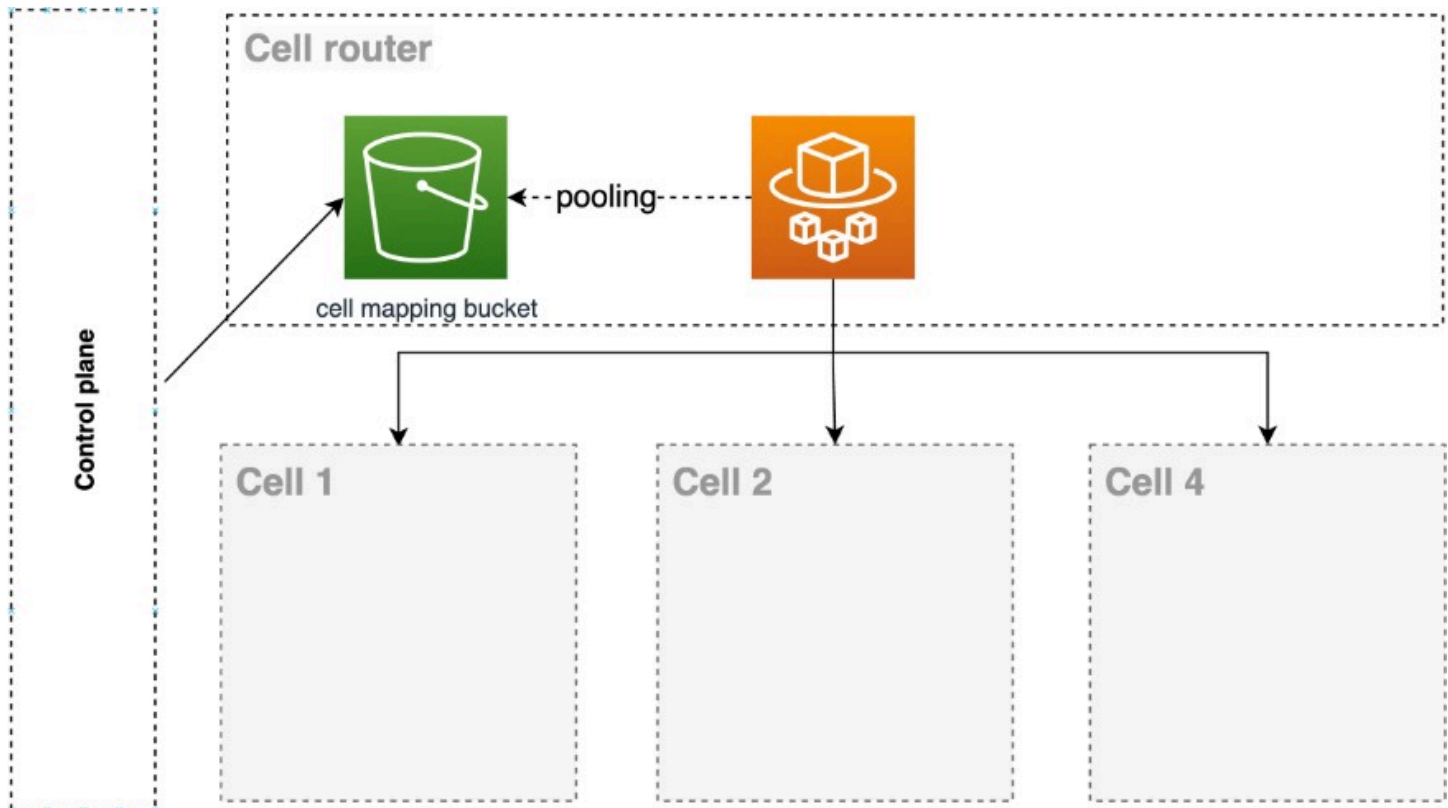 Cell router
pooling
cell mapping bucket
Control plane
Cell 1
Cell 2
Cell 4